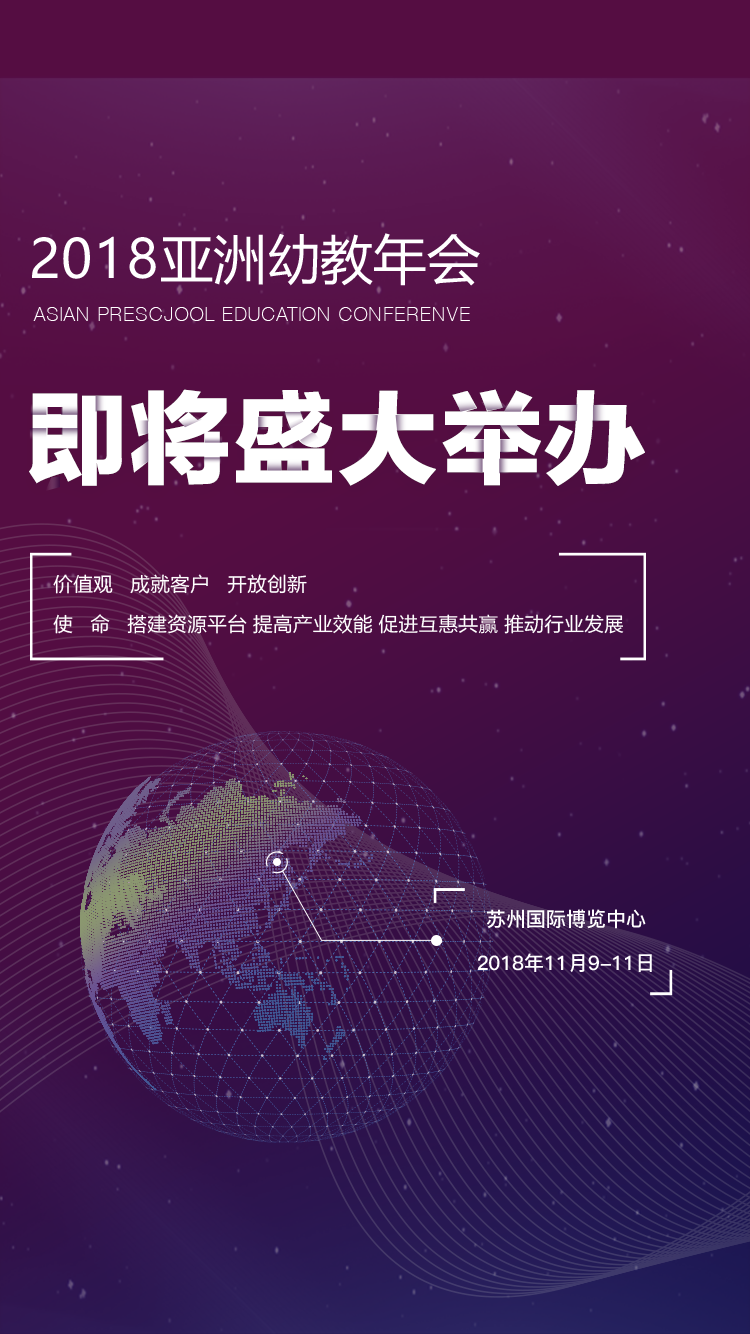 2018亚洲幼教年会
ASIAN PRESCJOOL EDUCATION CONFERENVE
即将盛大举办
价值观 成就客户 开放创新
使 命 搭建资源平台 提高产业效能 促进互惠共赢 推动行业发展
苏州国际博览中心
2018年11月9-11日